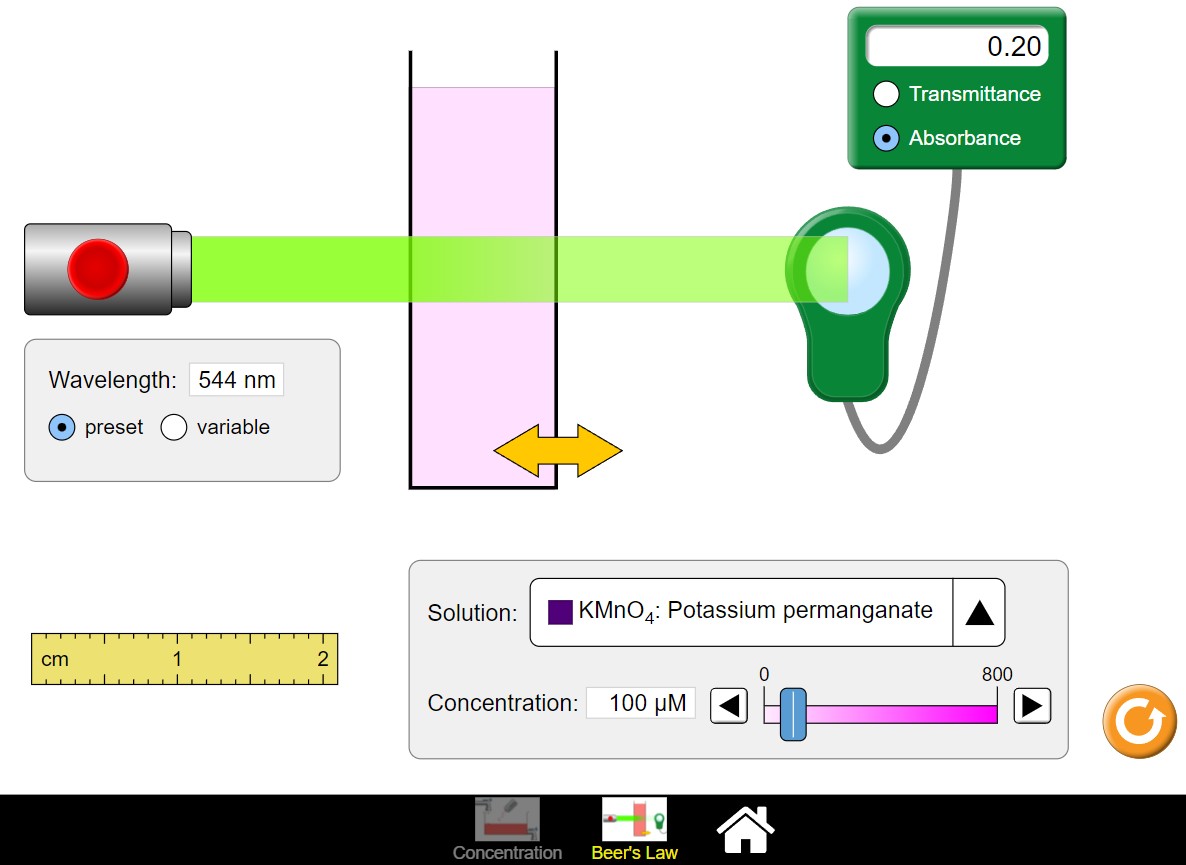 0.20
Transmittance
Absorbance
Wavelength: 544 nm
preset variable
cm 1 2
Solution: KMnO₄: Potassium permanganate
0 800
Concentration: 100 µM
Concentration
Beer's Law